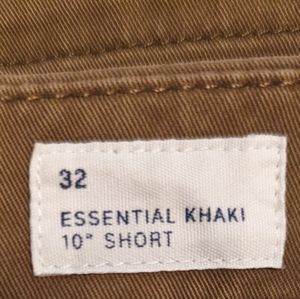 32
ESSENTIAL KHAKI
10" SHORT